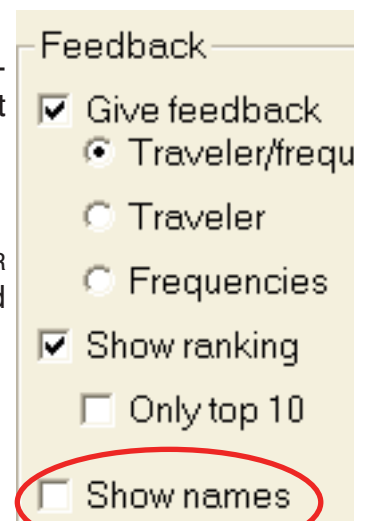 Feedback
Give feedback
Traveler/frequ
Traveler
Frequencies
Show ranking
Only top 10
Show names